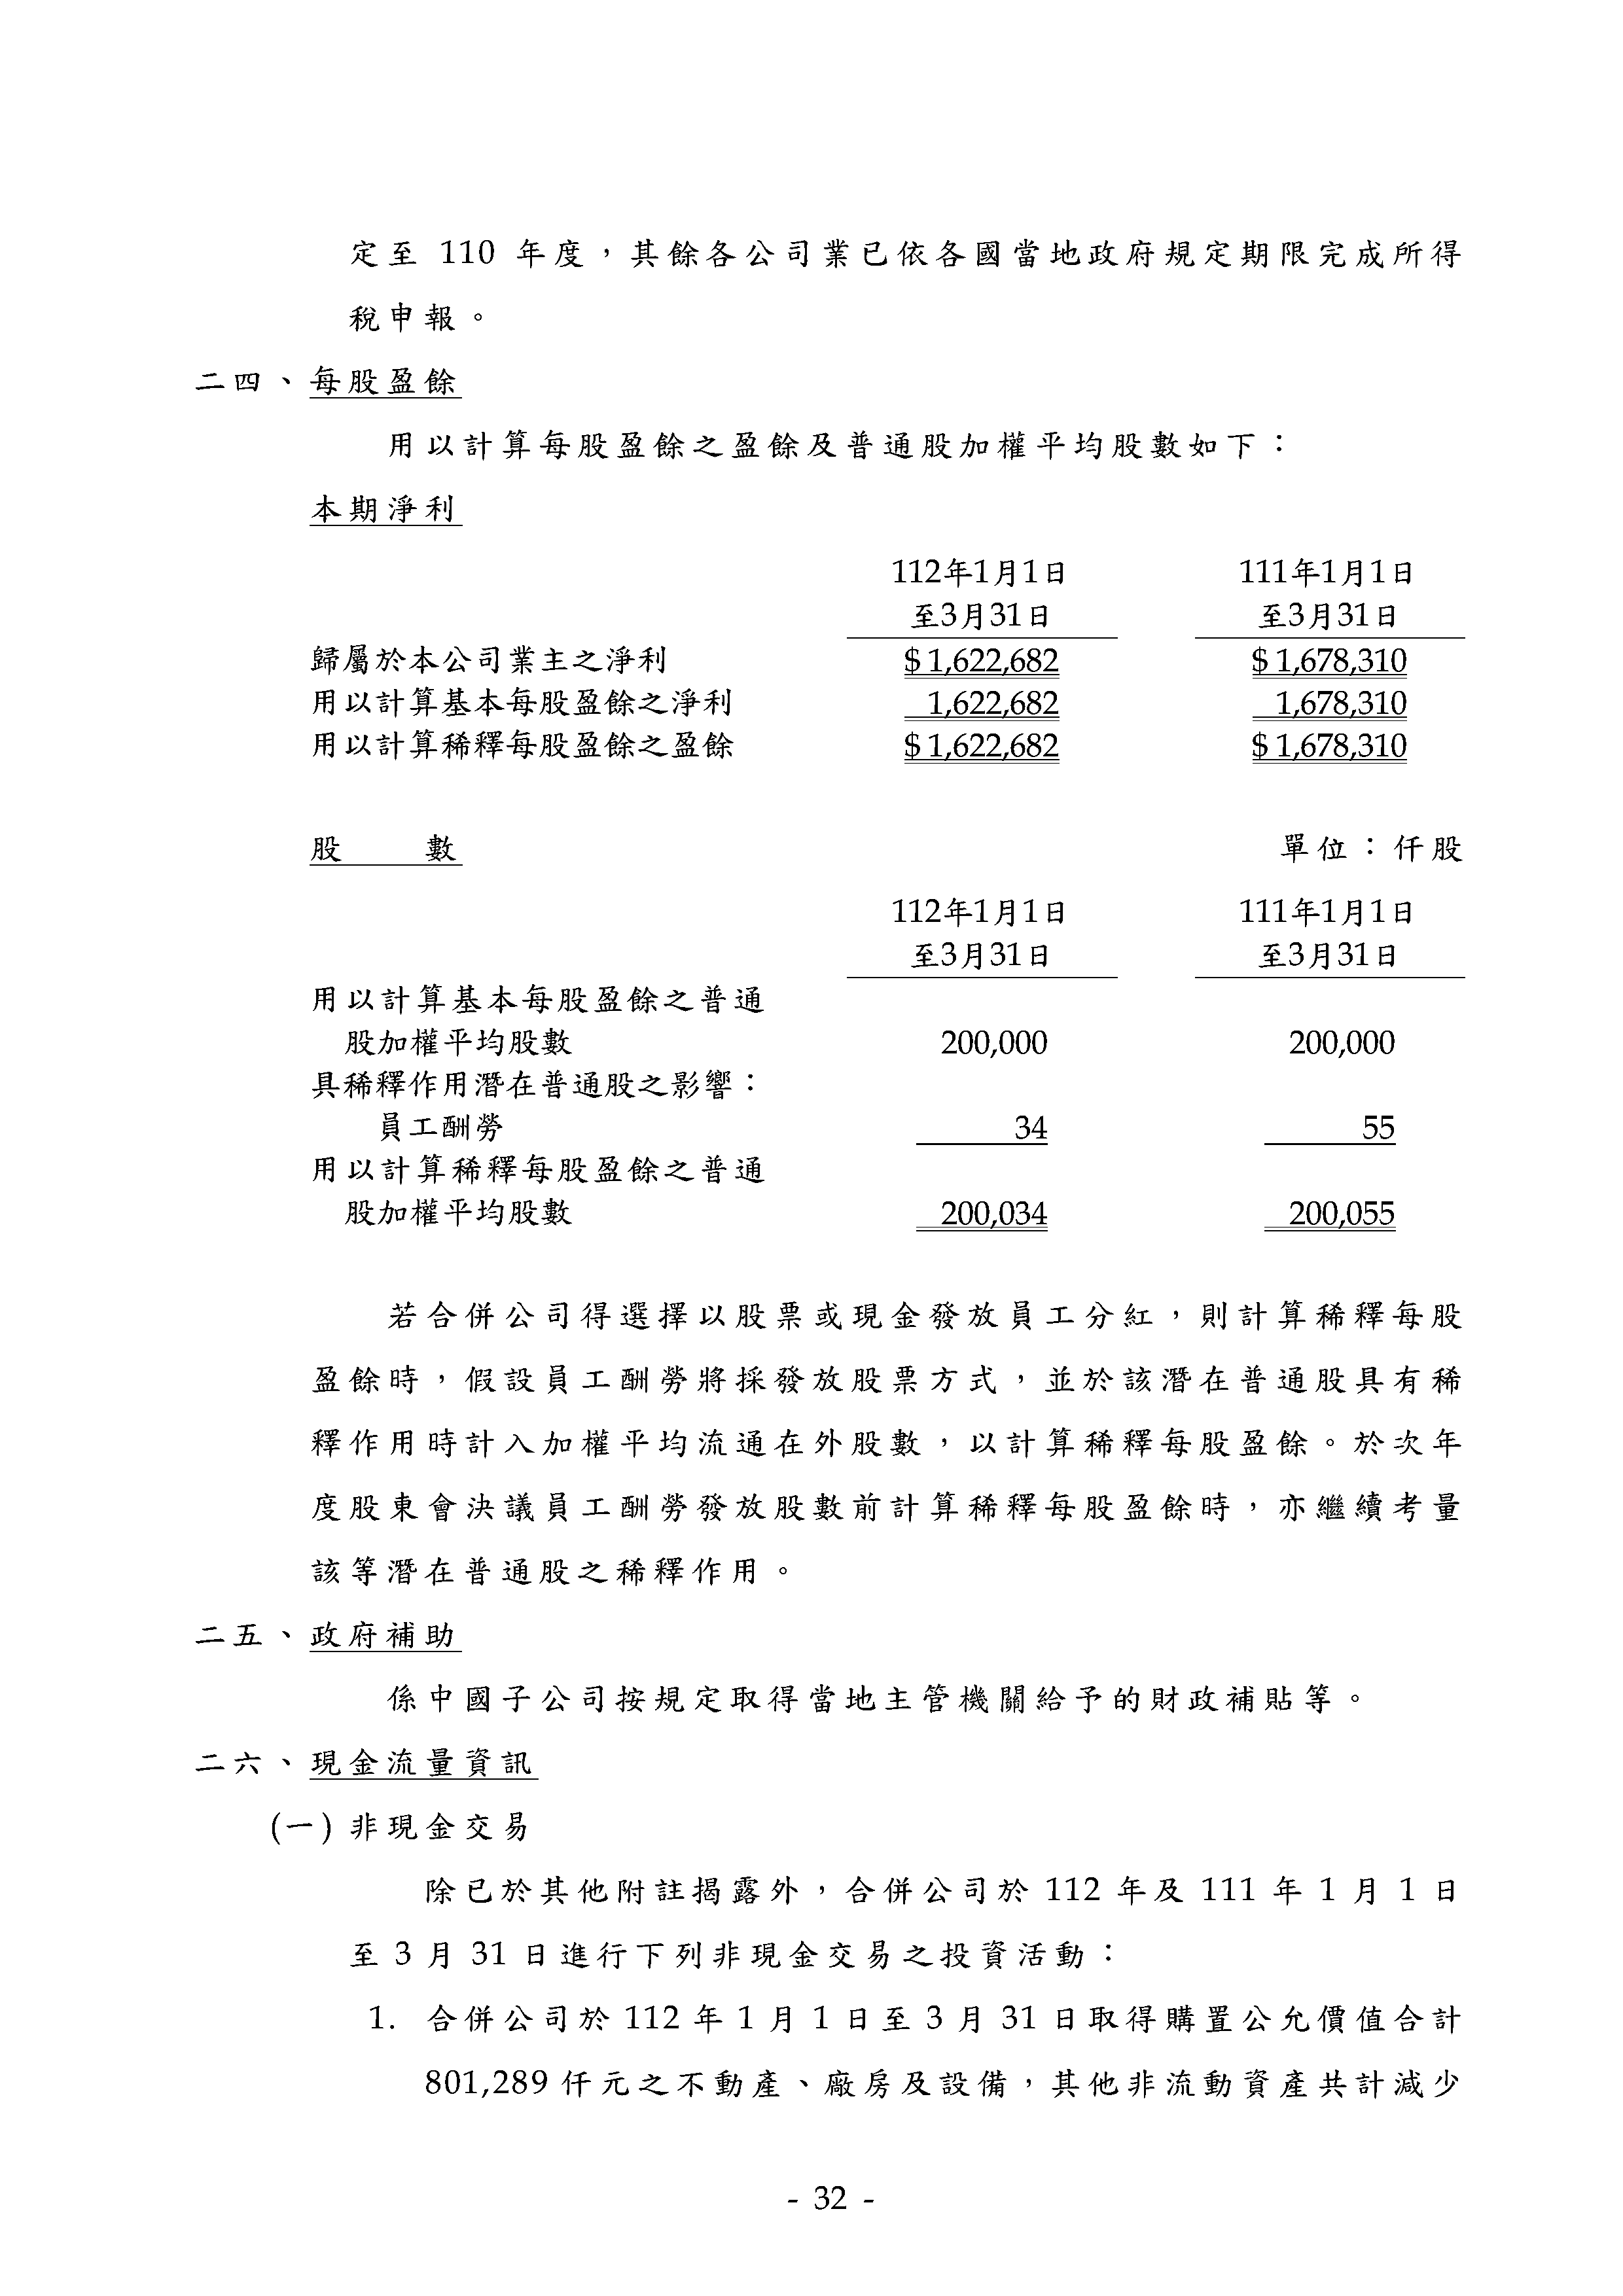 定至 110 年度，其餘各公司業已依各國當地政府規定期限完成所得
稅申報。
二四、每股盈餘
用以計算每股盈餘之盈餘及普通股加權平均股數如下：
本期淨利
112年1月1日 111年1月1日
至3月31日 至3月31日
歸屬於本公司業主之淨利 $ 1,622,682 $ 1,678,310
用以計算基本每股盈餘之淨利 1,622,682 1,678,310
用以計算稀釋每股盈餘之盈餘 $ 1,622,682 $ 1,678,310
股 數 單位：仟股
112年1月1日 111年1月1日
至3月31日 至3月31日
用以計算基本每股盈餘之普通
股加權平均股數 200,000 200,000
具稀釋作用潛在普通股之影響：
員工酬勞 34 55
用以計算稀釋每股盈餘之普通
股加權平均股數 200,034 200,055
若合併公司得選擇以股票或現金發放員工分紅，則計算稀釋每股
盈餘時，假設員工酬勞將採發放股票方式，並於該潛在普通股具有稀
釋作用時計入加權平均流通在外股數，以計算稀釋每股盈餘。於次年
度股東會決議員工酬勞發放股數前計算稀釋每股盈餘時，亦繼續考量
該等潛在普通股之稀釋作用。
二五、政府補助
係中國子公司按規定取得當地主管機關給予的財政補貼等。
二六、現金流量資訊
(一) 非現金交易
除已於其他附註揭露外，合併公司於 112 年及 111 年 1 月 1 日
至 3 月 31 日進行下列非現金交易之投資活動：
1. 合併公司於 112 年 1 月 1 日至 3 月 31 日取得購置公允價值合計
801,289 仟元之不動產、廠房及設備，其他非流動資產共計減少
- 32 -